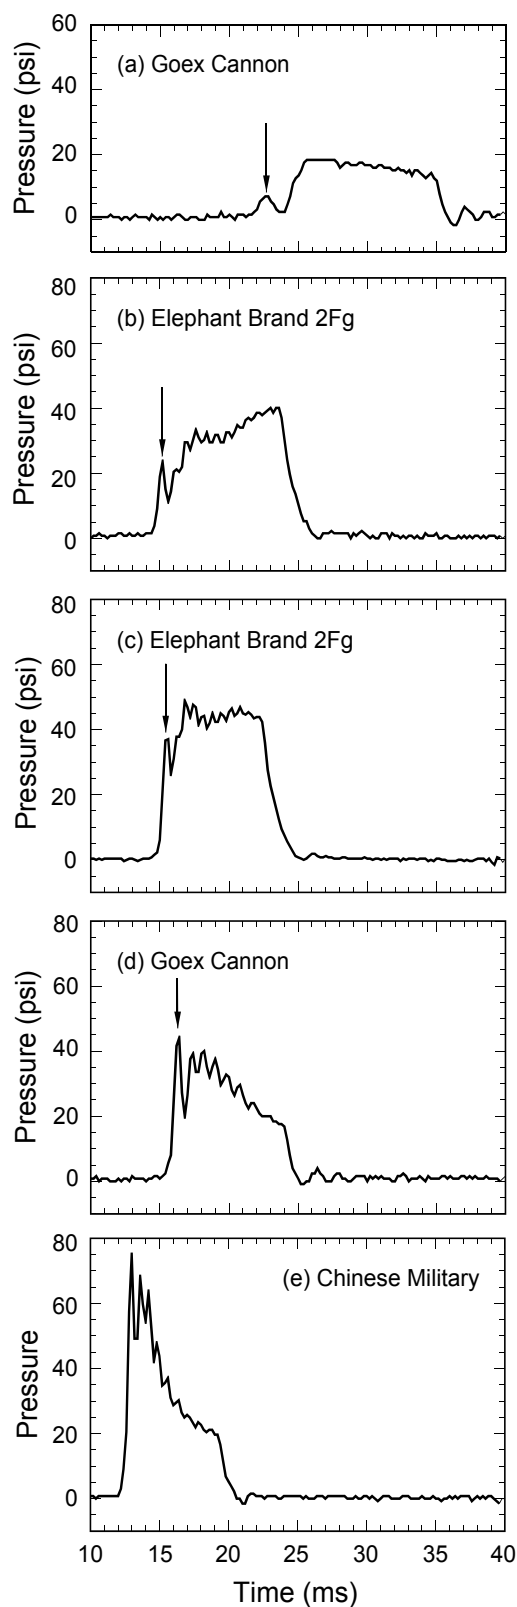 60
(a) Goex Cannon
40
20
0
Pressure (psi)
80
(b) Elephant Brand 2Fg
60
40
20
0
Pressure (psi)
80
(c) Elephant Brand 2Fg
60
40
20
0
Pressure (psi)
80
(d) Goex Cannon
60
40
20
0
Pressure (psi)
80
(e) Chinese Military
60
40
20
0
Pressure
10 15 20 25 30 35 40
Time (ms)